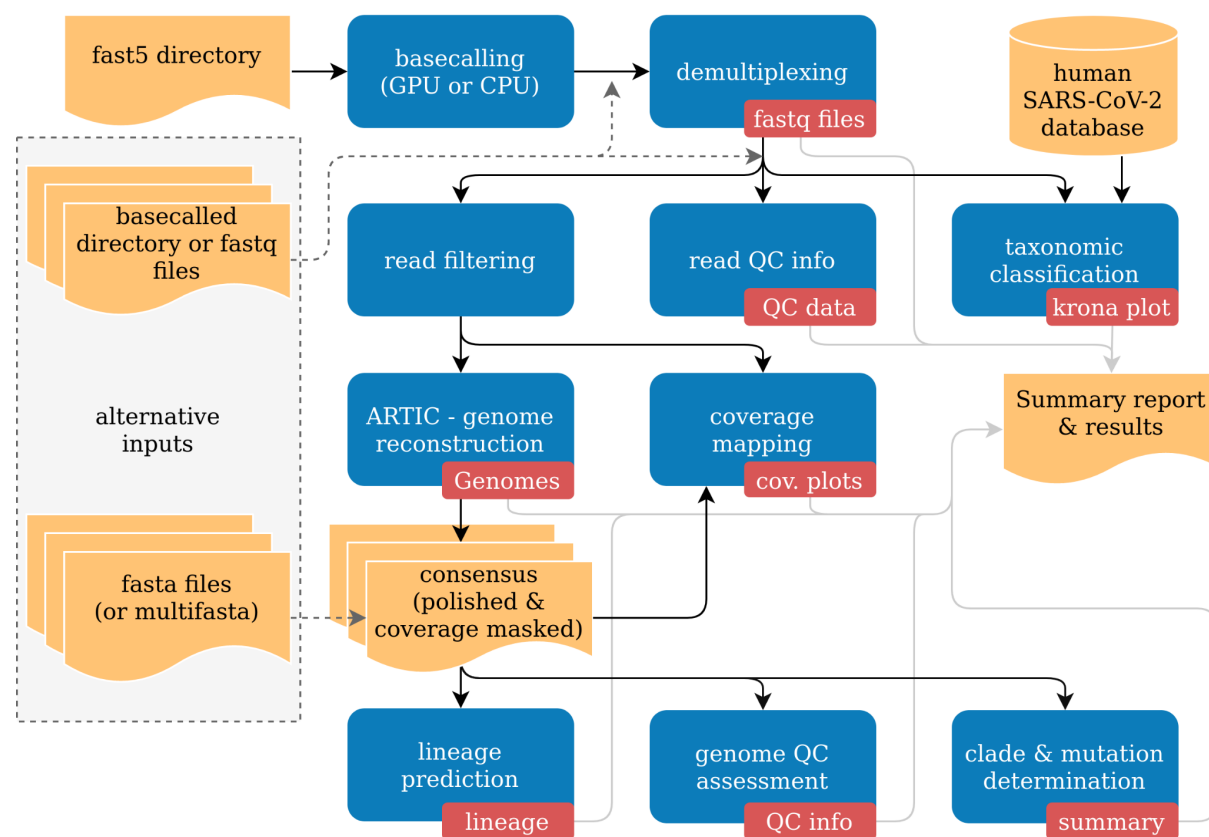 fast5 directory
basecalling
(GPU or CPU)
demultiplexing
fastq files
human
SARS-CoV-2
database
basecalled
directory or fastq
files
read filtering
read QC info
QC data
taxonomic
classification
krona plot
alternative
inputs
ARTIC - genome
reconstruction
Genomes
coverage
mapping
cov. plots
Summary report
& results
fasta files
(or multifasta)
consensus
(polished &
coverage masked)
lineage
prediction
lineage
genome QC
assessment
QC info
clade & mutation
determination
summary